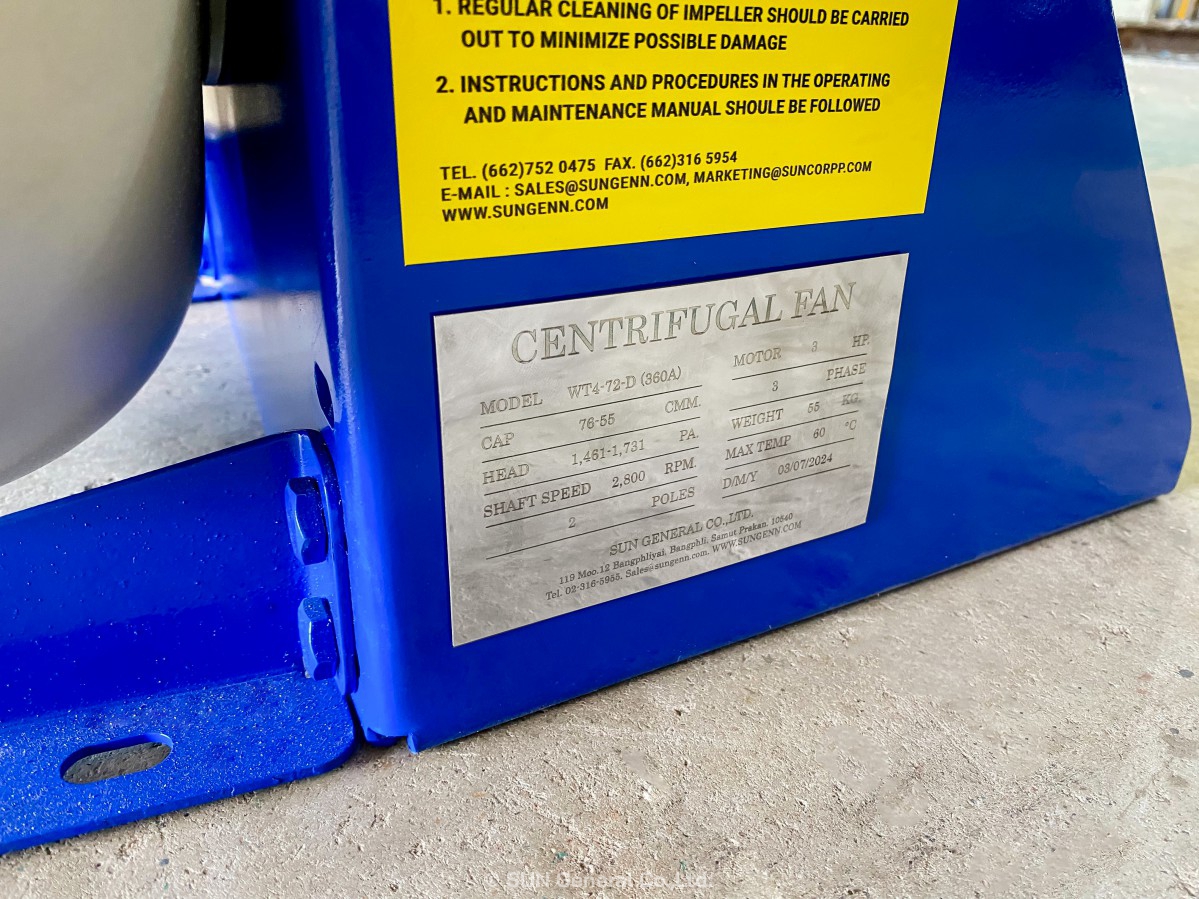 1. REGULAR CLEANING OF IMPELLER SHOULD BE CARRIED
OUT TO MINIMIZE POSSIBLE DAMAGE
2. INSTRUCTIONS AND PROCEDURES IN THE OPERATING
AND MAINTENANCE MANUAL SHOULE BE FOLLOWED
TEL. (662)752 0475 FAX. (662)316 5954
E-MAIL : SALES@SUNGENN.COM, MARKETING@SUNCORPP.COM
WWW.SUNGENN.COM
CENTRIFUGAL FAN
MODEL WT4-72-D (360A)
CAP 76-55 CMM.
HEAD 1,461-1,731 PA.
SHAFT SPEED 2,800 RPM.
2 POLES
MOTOR 3 HP.
3 PHASE
WEIGHT 55 KG.
MAX TEMP 60 °C
D/M/Y 03/07/2024
SUN GENERAL CO.,LTD.
119 Moo.12 Bangphliyai, Bangphli, Samut Prakan. 10540
Tel. 02-316-5955, Sales@sungenn.com, WWW.SUNGENN.COM
© SUN General Co.,Ltd.